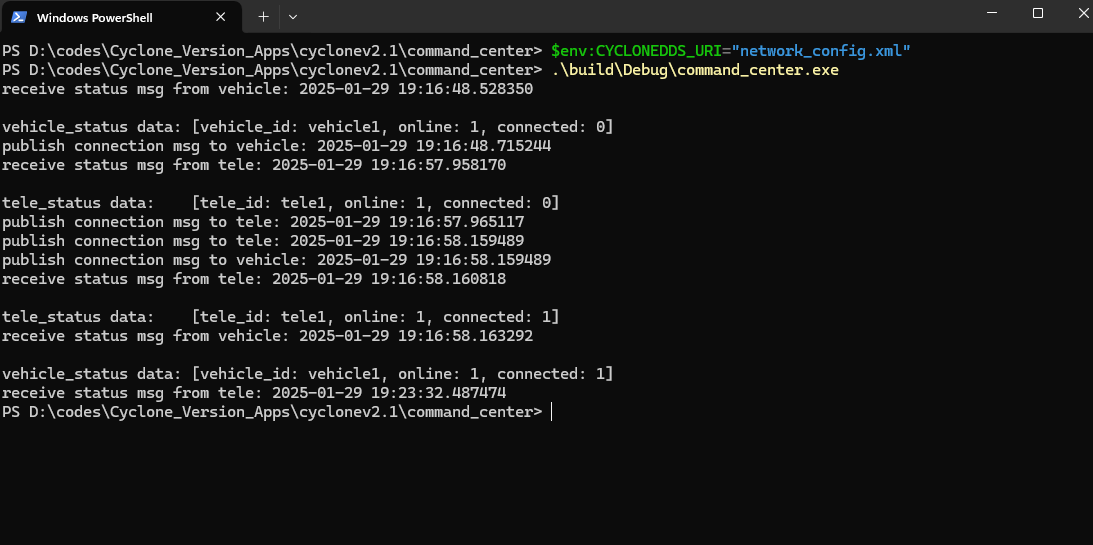 Windows PowerShell
PS D:\codes\Cyclone_Version_Apps\cyclonev2.1\command_center> $env:CYCLONEDDS_URI="network_config.xml"
PS D:\codes\Cyclone_Version_Apps\cyclonev2.1\command_center> .\build\Debug\command_center.exe
receive status msg from vehicle: 2025-01-29 19:16:48.528350
vehicle_status data: [vehicle_id: vehicle1, online: 1, connected: 0]
publish connection msg to vehicle: 2025-01-29 19:16:48.715244
receive status msg from tele: 2025-01-29 19:16:57.958170
tele_status data:    [tele_id: tele1, online: 1, connected: 0]
publish connection msg to tele: 2025-01-29 19:16:57.965117
publish connection msg to tele: 2025-01-29 19:16:58.159489
publish connection msg to vehicle: 2025-01-29 19:16:58.159489
receive status msg from tele: 2025-01-29 19:16:58.160818
tele_status data:    [tele_id: tele1, online: 1, connected: 1]
receive status msg from vehicle: 2025-01-29 19:16:58.163292
vehicle_status data: [vehicle_id: vehicle1, online: 1, connected: 1]
receive status msg from tele: 2025-01-29 19:23:32.487474
PS D:\codes\Cyclone_Version_Apps\cyclonev2.1\command_center>